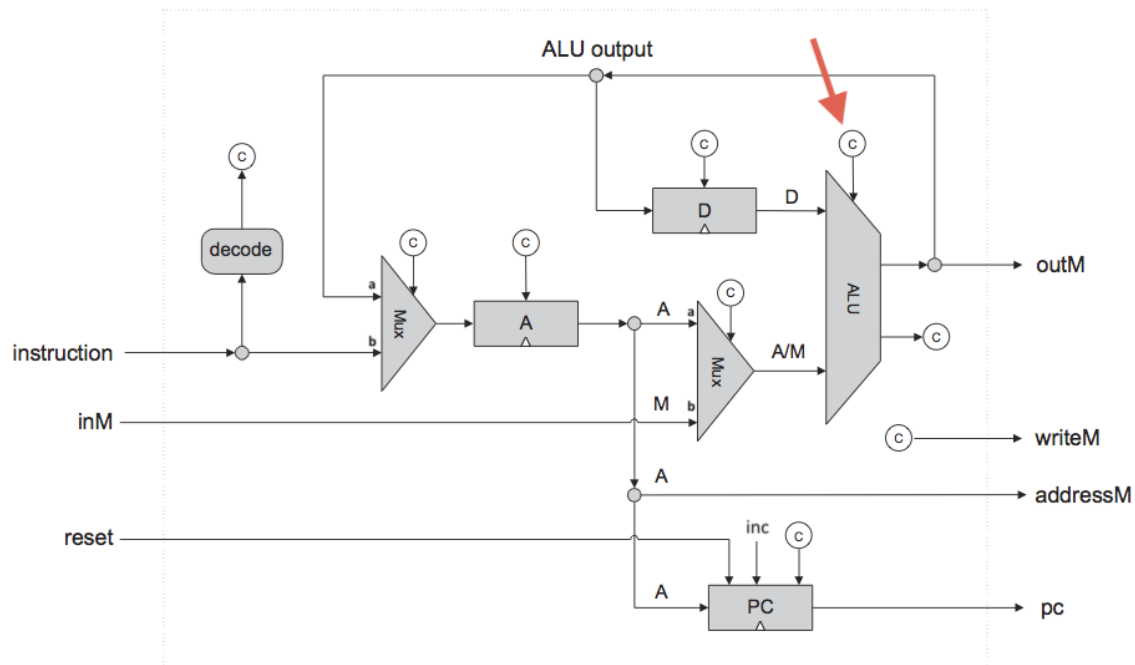 ALU output
C
C
C
decode
D
D
C
C
a
Mux
b
A
A
a
C
Mux
b
A/M
ALU
outM
C
instruction
inM
M
C
writeM
A
addressM
reset
inc
C
A
PC
pc